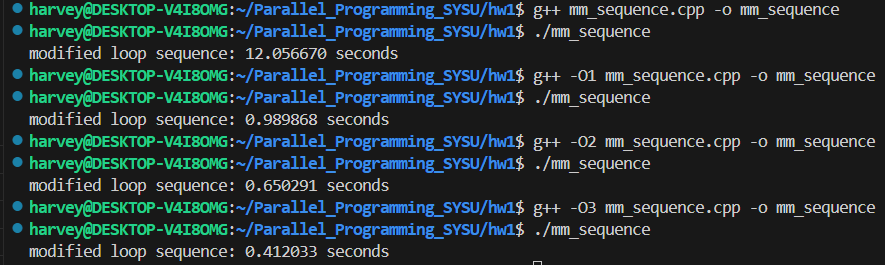 harvey@DESKTOP-V4I8OMG:~/Parallel_Programming_SYSU/hw1$ g++ mm_sequence.cpp -o mm_sequence
harvey@DESKTOP-V4I8OMG:~/Parallel_Programming_SYSU/hw1$ ./mm_sequence
modified loop sequence: 12.056670 seconds
harvey@DESKTOP-V4I8OMG:~/Parallel_Programming_SYSU/hw1$ g++ -O1 mm_sequence.cpp -o mm_sequence
harvey@DESKTOP-V4I8OMG:~/Parallel_Programming_SYSU/hw1$ ./mm_sequence
modified loop sequence: 0.989868 seconds
harvey@DESKTOP-V4I8OMG:~/Parallel_Programming_SYSU/hw1$ g++ -O2 mm_sequence.cpp -o mm_sequence
harvey@DESKTOP-V4I8OMG:~/Parallel_Programming_SYSU/hw1$ ./mm_sequence
modified loop sequence: 0.650291 seconds
harvey@DESKTOP-V4I8OMG:~/Parallel_Programming_SYSU/hw1$ g++ -O3 mm_sequence.cpp -o mm_sequence
harvey@DESKTOP-V4I8OMG:~/Parallel_Programming_SYSU/hw1$ ./mm_sequence
modified loop sequence: 0.412033 seconds